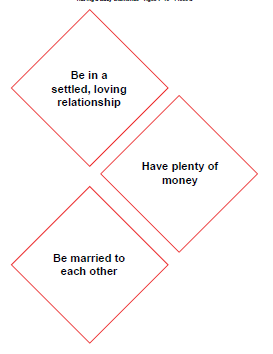 Be in a
settled, loving
relationship
Have plenty of
money
Be married to
each other